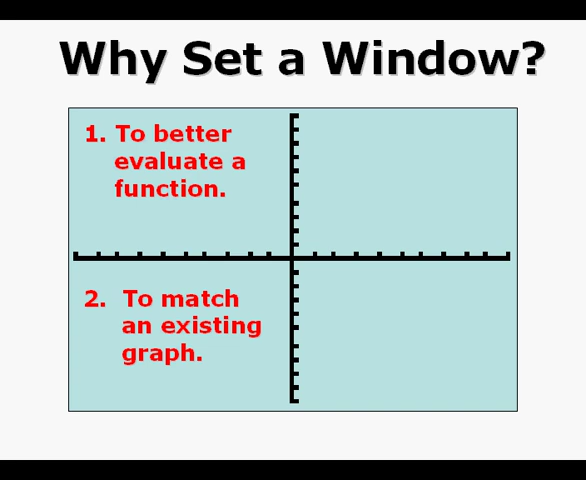 Why Set a Window?
1. To better
evaluate a
function.
2. To match
an existing
graph.